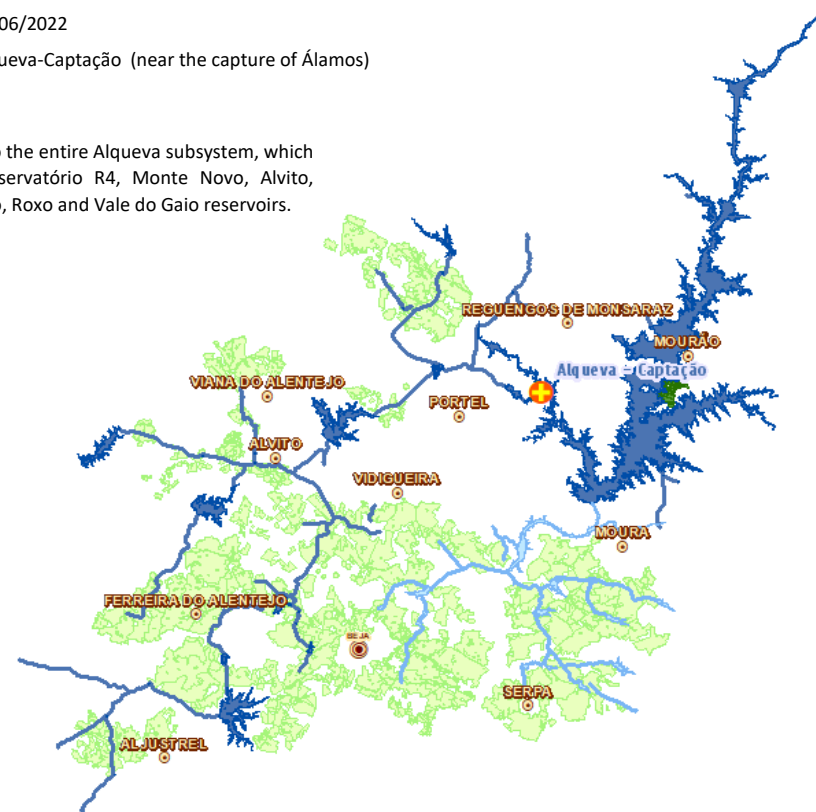 06/2022
ueva-Captação (near the capture of Álamos)
the entire Alqueva subsystem, which
servatório R4, Monte Novo, Alvito,
, Roxo and Vale do Gaio reservoirs.
REGUENGOS DE MONSARAZ
MOURÃO
Alqueva - Captação
VIANA DO ALENTEJO
PORTEL
ALVITO
VIDIGUEIRA
MOURA
FERREIRA DO ALENTEJO
BEJA
SERPA
ALJUSTREL